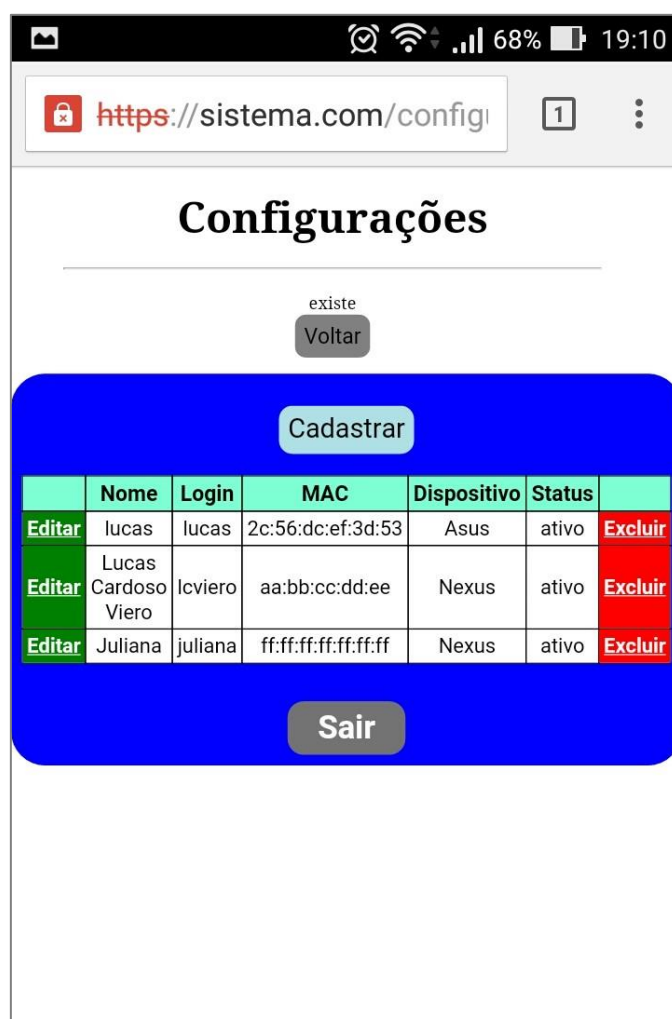 68% 19:10
https://sistema.com/config
1
Configurações
existe
Voltar
Cadastrar
Nome Login MAC Dispositivo Status
Editar lucas lucas 2c:56:dc:ef:3d:53 Asus ativo Excluir
Lucas
Editar Cardoso lcviero aa:bb:cc:dd:ee Nexus ativo Excluir
Viero
Editar Juliana juliana ff:ff:ff:ff:ff:ff:ff Nexus ativo Excluir
Sair